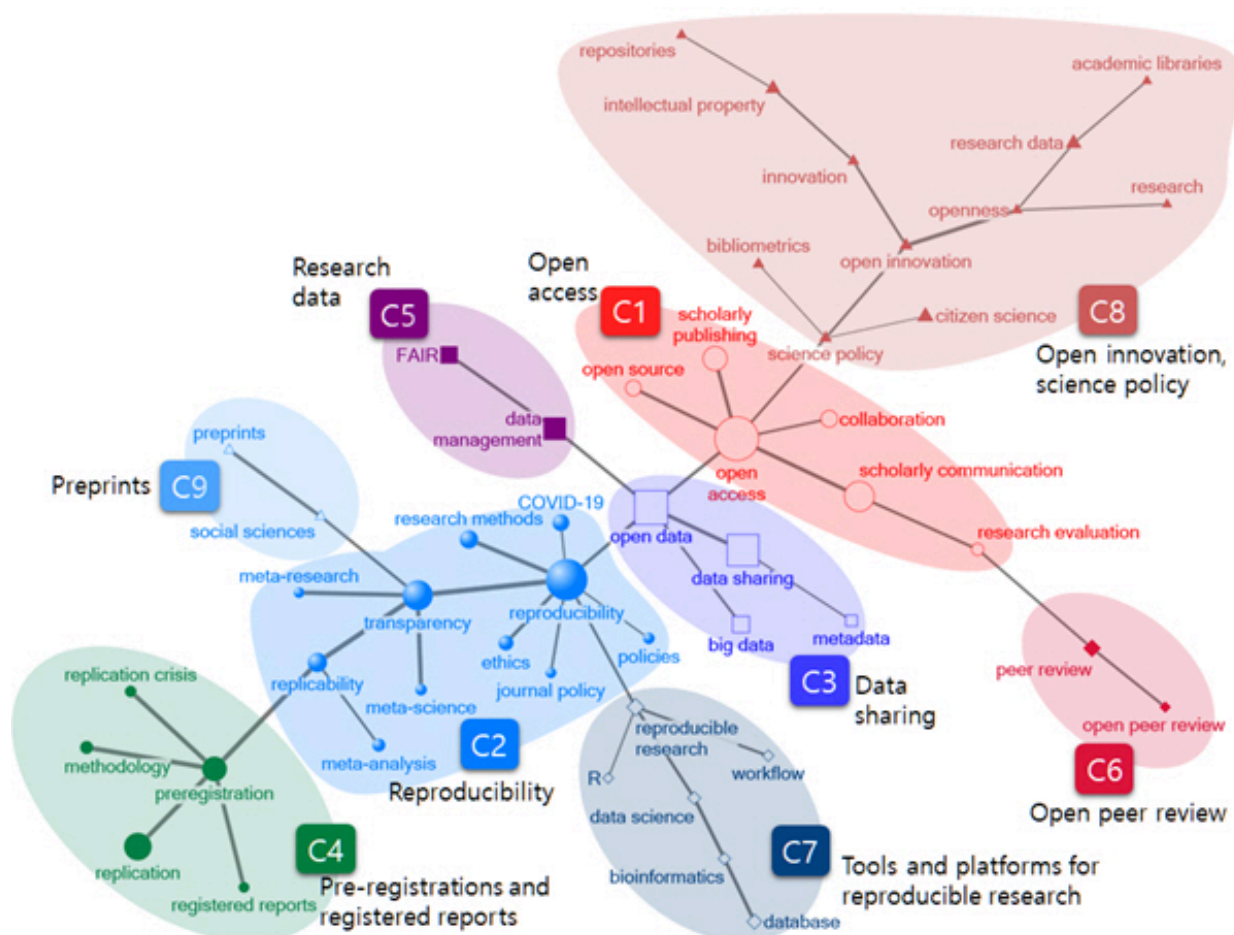 repositories
academic libraries
intellectual property
research data
innovation
research
openness
bibliometrics
open innovation
Research
data
Open
access
C5
C1
scholarly
publishing
citizen science
C8
FAIR
open source
science policy
Open innovation,
science policy
data
management
collaboration
preprints
Preprints
C9
scholarly communication
open
access
COVID-19
research methods
social sciences
open data
research evaluation
meta-research
data sharing
transparency
reproducibility
big data
metadata
policies
ethics
peer review
replication crisis
replicability
journal policy
C3
Data
sharing
meta-science
open peer review
reproducible
research
methodology
preregistration
meta-analysis
C2
workflow
R
C6
Reproducibility
Open peer review
data science
C4
C7
replication
bioinformatics
Tools and platforms for
reproducible research
Pre-registrations and
registered reports
registered reports
database